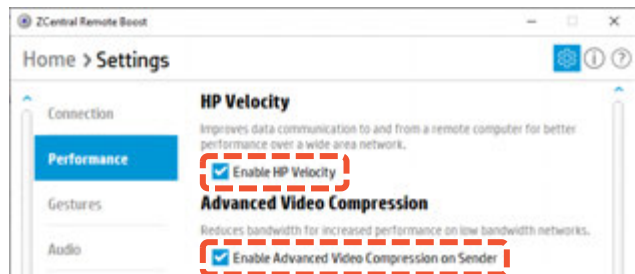 ZCentral Remote Boost
Home > Settings
Connection
Performance
Gestures
Audio
HP Velocity
Improves data communication to and from a remote computer for better
performance over a wide area network.
Enable HP Velocity
Advanced Video Compression
Reduces bandwidth for increased performance on low bandwidth networks.
Enable Advanced Video Compression on Sender